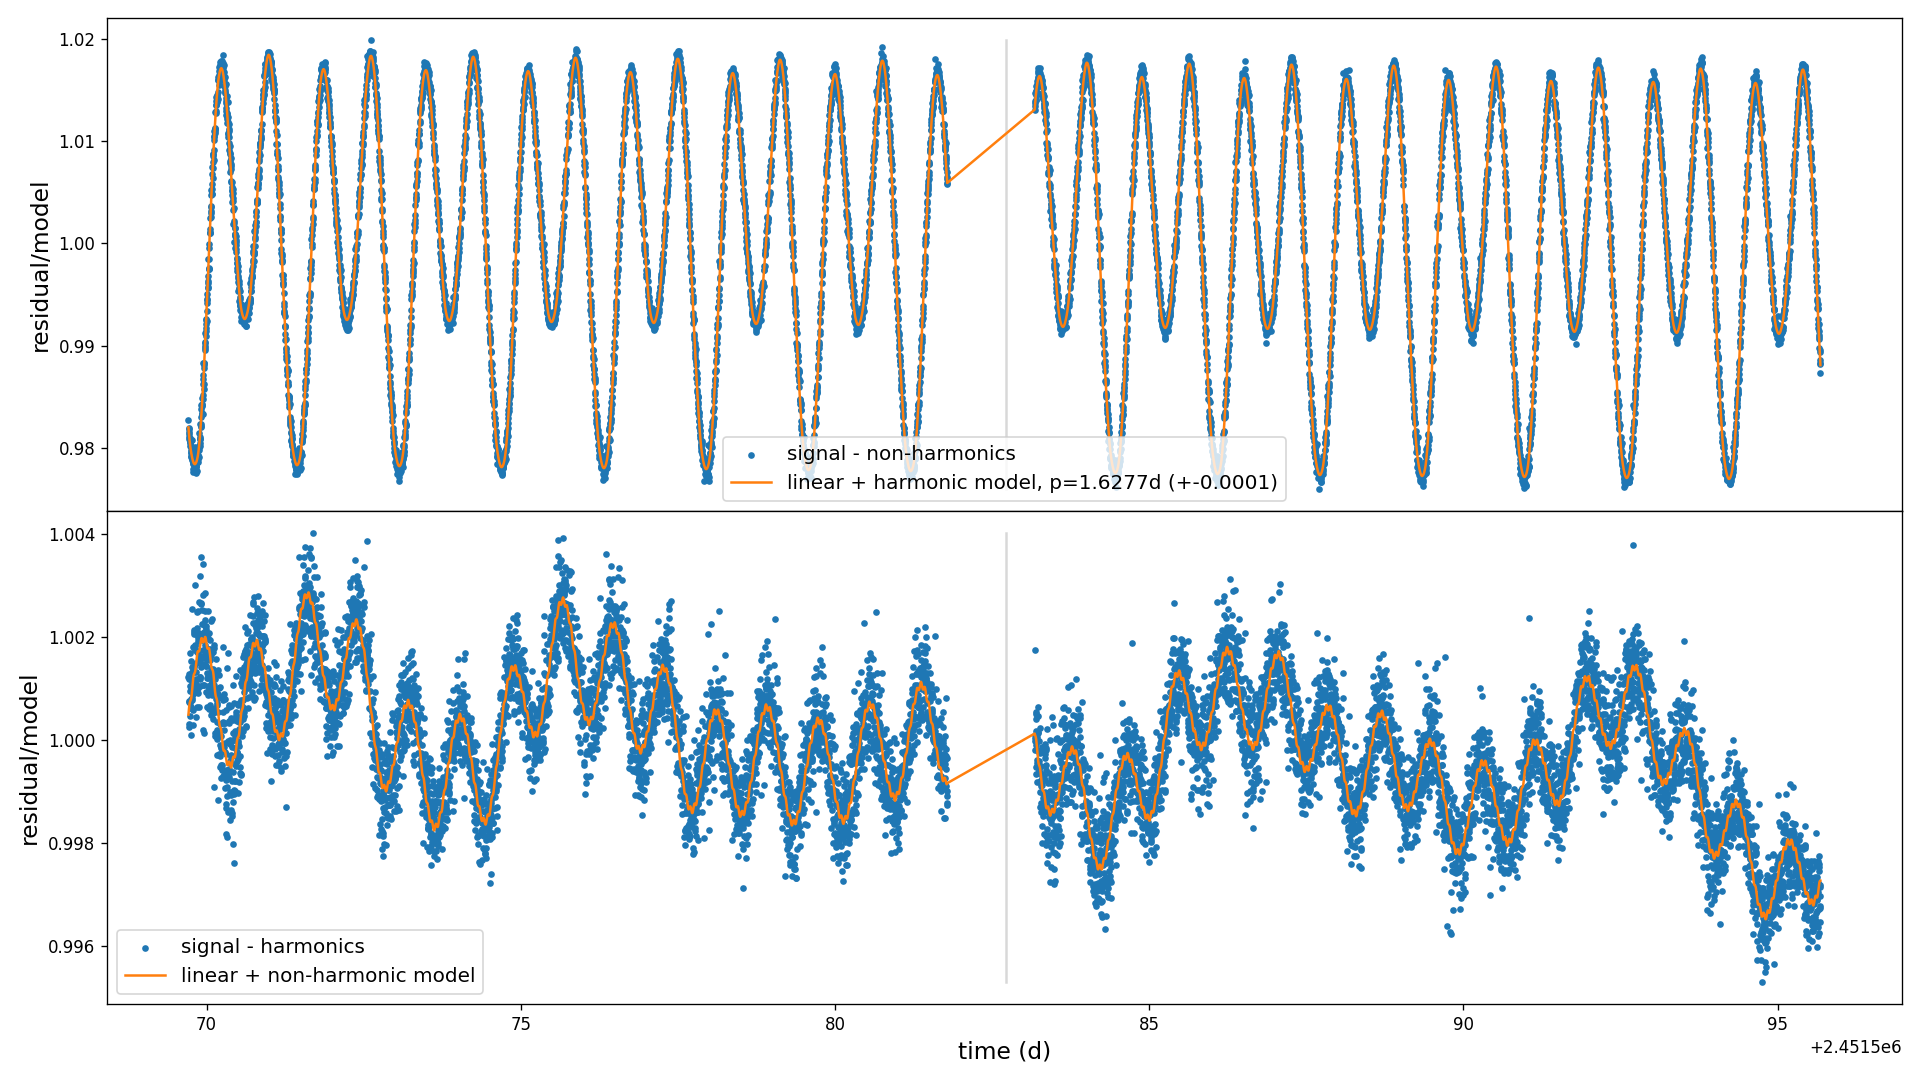 1.02
1.01
1.00
0.99
0.98
residual/model
signal - non-harmonics
linear + harmonic model, p=1.6277d (+-0.0001)
1.004
1.002
1.000
0.998
0.996
residual/model
signal - harmonics
linear + non-harmonic model
70 75 80 85 90 95
time (d)
+2.4515e6